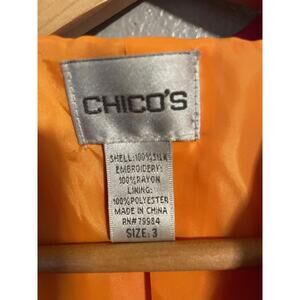 CHICO'S
SHELL:100%SILK
EMBROIDERY:
100%RAYON
LINING:
100%POLYESTER
MADE IN CHINA
RN#79984
SIZE: 3